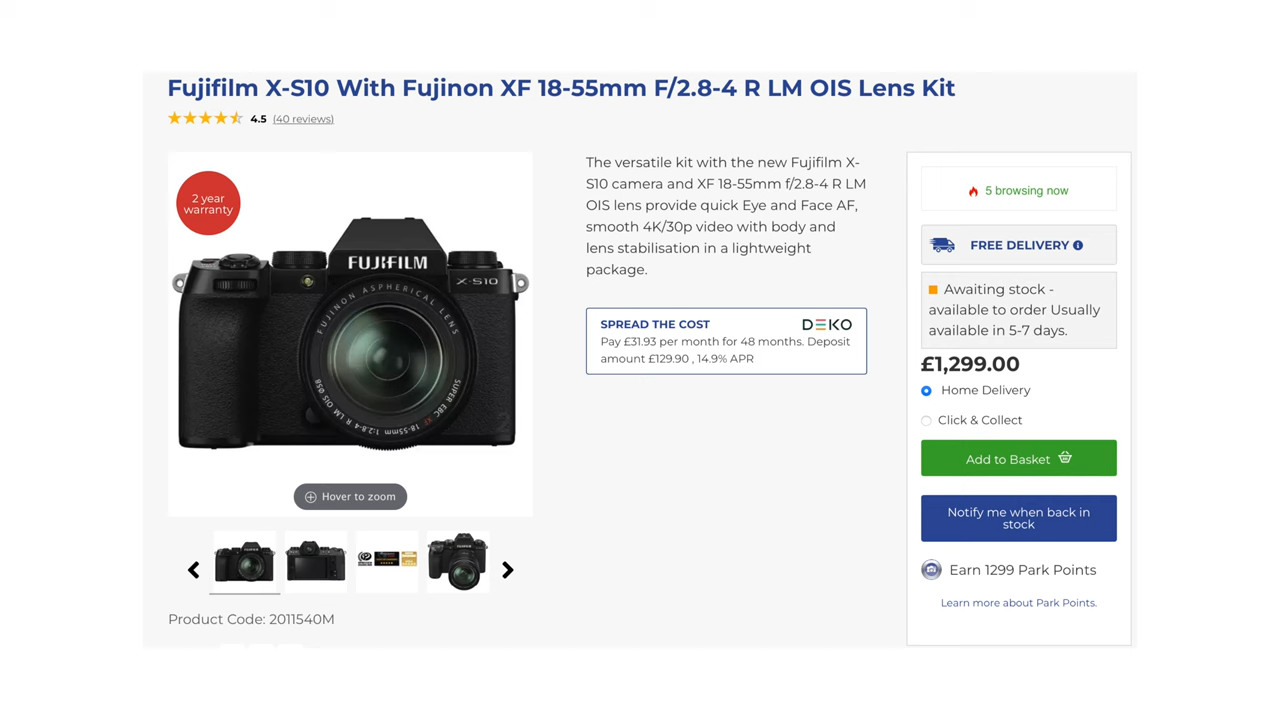 Fujifilm X-S10 With Fujinon XF 18-55mm F/2.8-4 R LM OIS Lens Kit
4.5 (40 reviews)
2 year
warranty
FUJIFILM
X-S10
FUJINON ASPHERICAL LENS
SUPER EBC XF 18-55mm 1:2.8-4 R LM OIS Ø58
Hover to zoom
Product Code: 2011540M
The versatile kit with the new Fujifilm X-
S10 camera and XF 18-55mm f/2.8-4 R LM
OIS lens provide quick Eye and Face AF,
smooth 4K/30p video with body and
lens stabilisation in a lightweight
package.
SPREAD THE COST DEKO
Pay £31.93 per month for 48 months. Deposit
amount £129.90 , 14.9% APR
5 browsing now
FREE DELIVERY
Awaiting stock -
available to order Usually
available in 5-7 days.
£1,299.00
Home Delivery
Click & Collect
Add to Basket
Notify me when back in
stock
Earn 1299 Park Points
Learn more about Park Points.